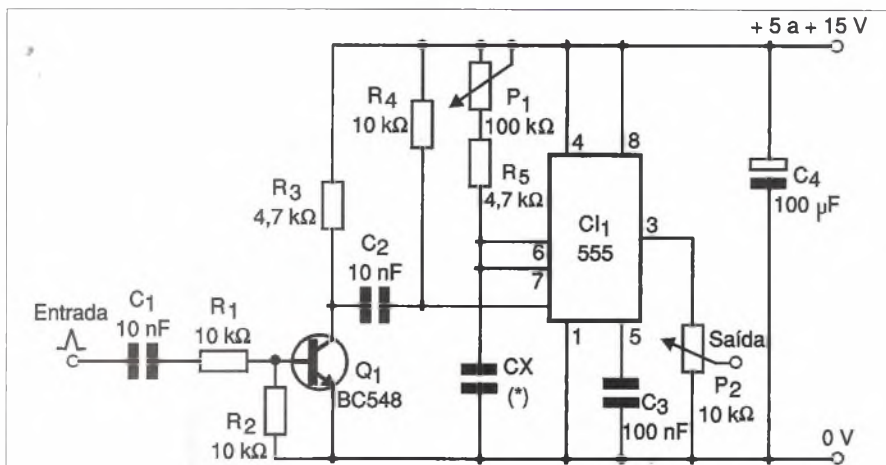 + 5 a + 15 V
R4
10 kΩ
P1
100 kΩ
R3
4,7 kΩ
R5
4,7 kΩ
4
8
C4
100 µF
CI1
555
3
6
7
C2
10 nF
Entrada
C1
10 nF
R1
10 kΩ
Q1
BC548
R2
10 kΩ
CX
(*)
1
5
C3
100 nF
Saída
P2
10 kΩ
0 V